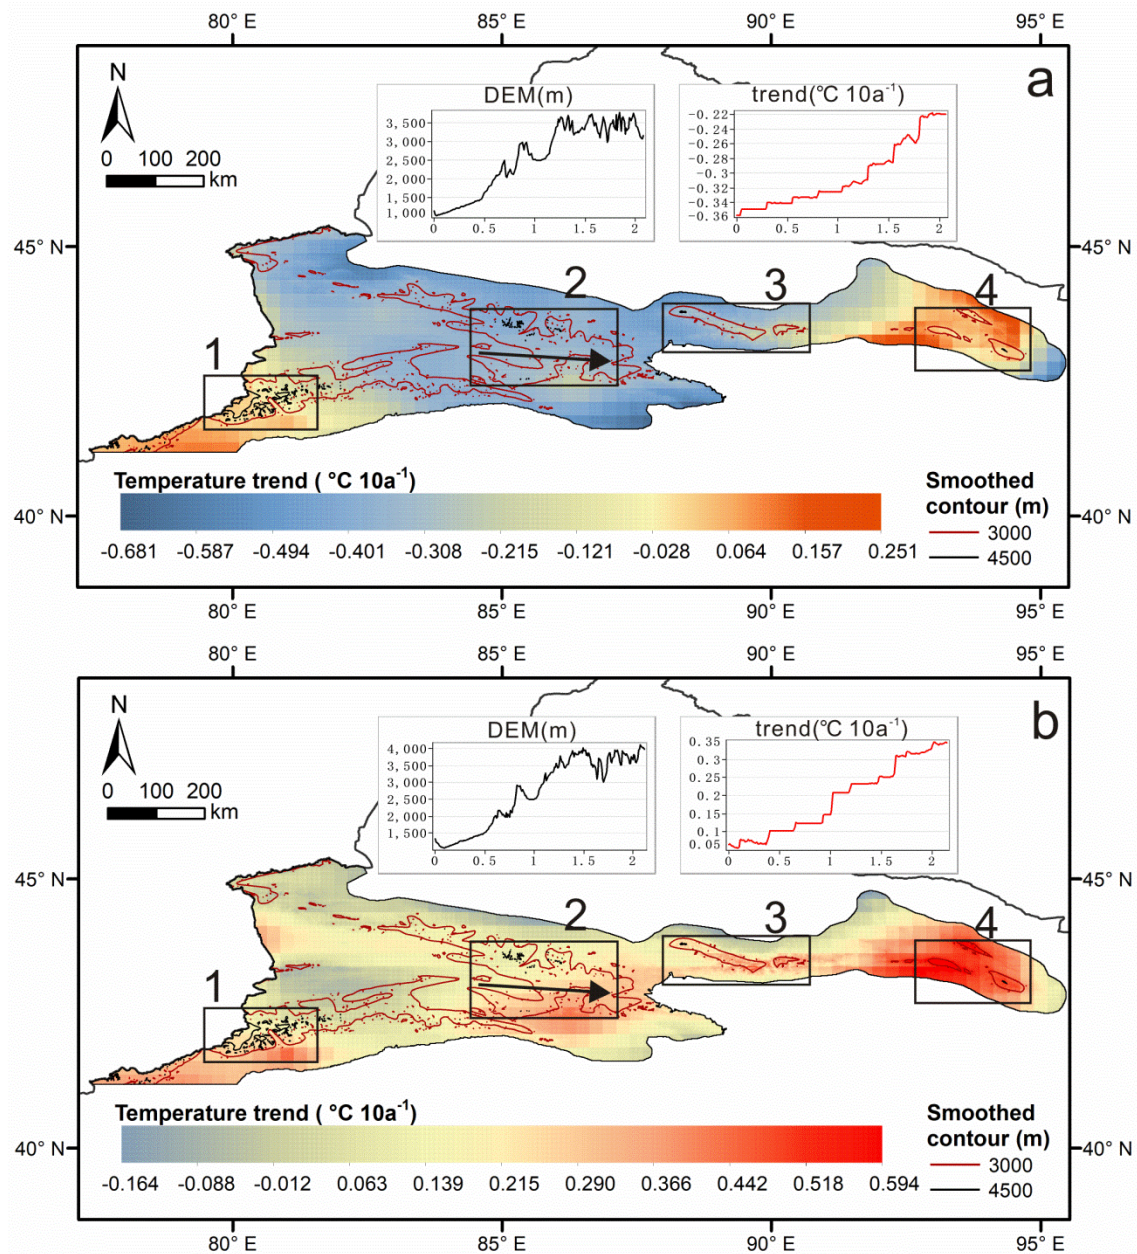 80° E 85° E 90° E 95° E
a
N
0 100 200
km
DEM(m)
3,500
3,000
2,500
2,000
1,500
1,000
0 0.5 1 1.5 2
trend(℃ 10a⁻¹)
-0.22
-0.24
-0.26
-0.28
-0.3
-0.32
-0.34
-0.36
0 0.5 1 1.5 2
45° N 45° N
1 2 3 4
Temperature trend ( °C 10a⁻¹)
-0.681 -0.587 -0.494 -0.401 -0.308 -0.215 -0.121 -0.028 0.064 0.157 0.251
Smoothed
contour (m)
3000
4500
40° N 40° N
80° E 85° E 90° E 95° E
80° E 85° E 90° E 95° E
b
N
0 100 200
km
DEM(m)
4,000
3,500
3,000
2,500
2,000
1,500
0 0.5 1 1.5 2
trend(℃ 10a⁻¹)
0.35
0.3
0.25
0.2
0.15
0.1
0.05
0 0.5 1 1.5 2
45° N 45° N
1 2 3 4
Temperature trend ( °C 10a⁻¹)
-0.164 -0.088 -0.012 0.063 0.139 0.215 0.290 0.366 0.442 0.518 0.594
Smoothed
contour (m)
3000
4500
40° N 40° N
80° E 85° E 90° E 95° E